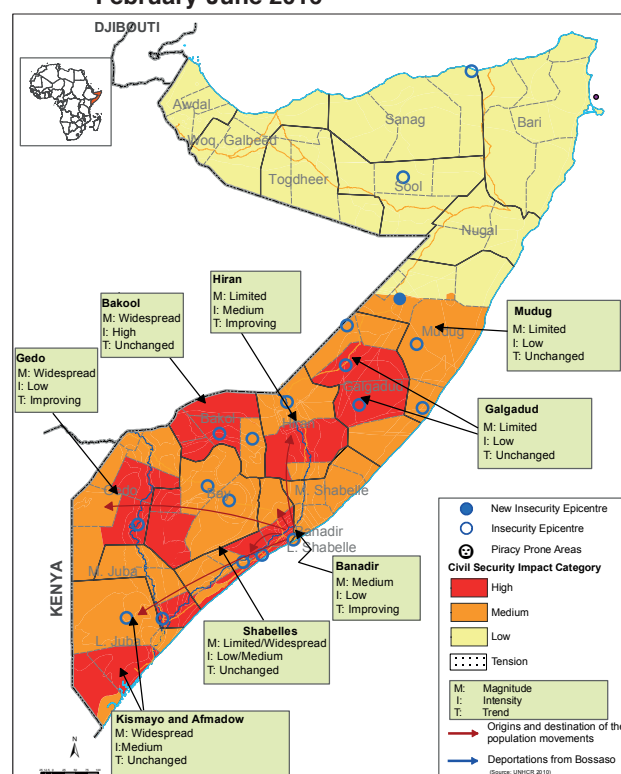 February-June 2010
DJIBOUTI
Awdal
Woq. Galbeed
Togdheer
Sanag
Sool
Bari
Nugal
Hiran
M: Limited
I: Medium
T: Improving
Bakool
M: Widespread
I: High
T: Unchanged
Gedo
M: Widespread
I: Low
T: Improving
Mudug
M: Limited
I: Low
T: Unchanged
Galgadud
M: Limited
I: Low
T: Unchanged
Mudug
Galgaduud
Bakol
Hiran
Gedo
Bay
M. Shabelle
Banadir
L. Shabelle
M. Juba
L. Juba
KENYA
Banadir
M: Medium
I: Low
T: Improving
Shabelles
M: Limited/Widespread
I: Low/Medium
T: Unchanged
Kismayo and Afmadow
M: Widespread
I:Medium
T: Unchanged
N
New Insecurity Epicentre
Insecurity Epicentre
Piracy Prone Areas
Civil Security Impact Category
High
Medium
Low
Tension
M: Magnitude
I: Intensity
T: Trend
Origins and destination of the
population movements
Deportations from Bossaso
(Source: UNHCR 2010)